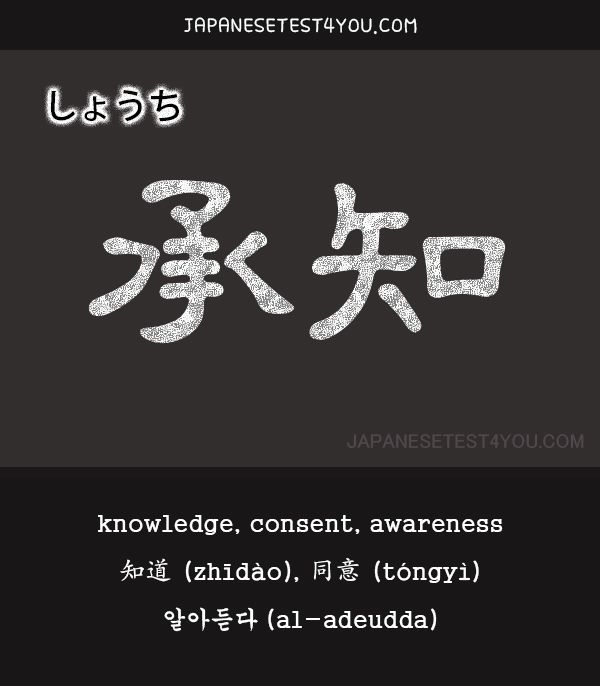 JAPANESETEST4YOU.COM
しょうち
承知
JAPANESETEST4YOU.COM
knowledge, consent, awareness
知道 (zhīdào), 同意 (tóngyì)
알아듣다 (al-adeudda)